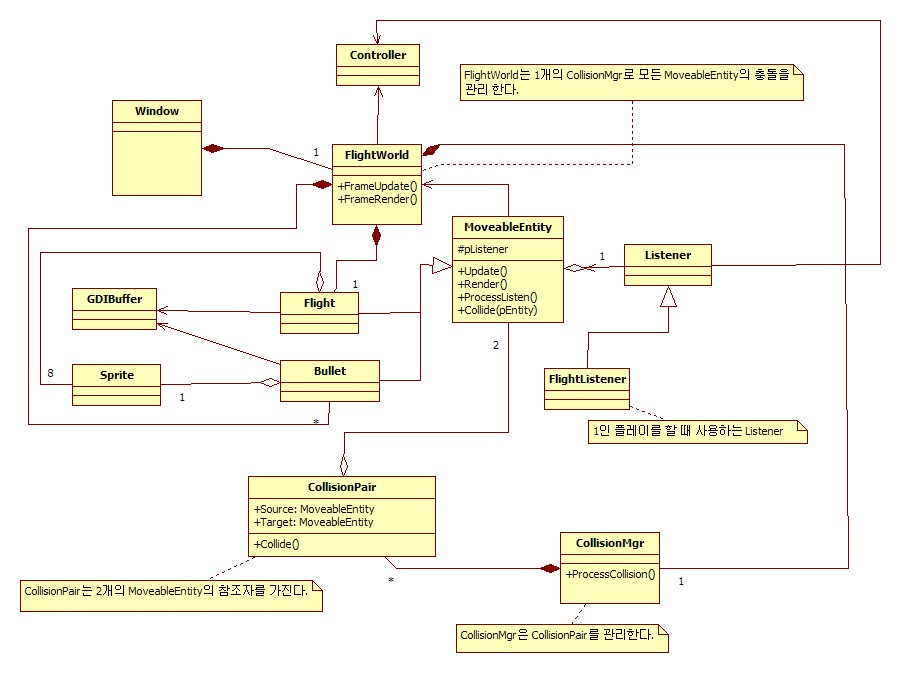 Controller
FlightWorld는 1개의 CollisionMgr로 모든 MoveableEntity의 충돌을
관리 한다.
Window
1
FlightWorld
+FrameUpdate()
+FrameRender()
MoveableEntity
#pListener
+Update()
+Render()
+ProcessListen()
+Collide(pEntity)
1
Listener
GDIBuffer
1
Flight
2
Bullet
8
Sprite
1
*
FlightListener
1인 플레이를 할 때 사용하는 Listener
CollisionPair
+Source: MoveableEntity
+Target: MoveableEntity
+Collide()
CollisionMgr
+ProcessCollision()
1
*
CollisionPair는 2개의 MoveableEntity의 참조자를 가진다.
CollisionMgr은 CollisionPair를 관리한다.